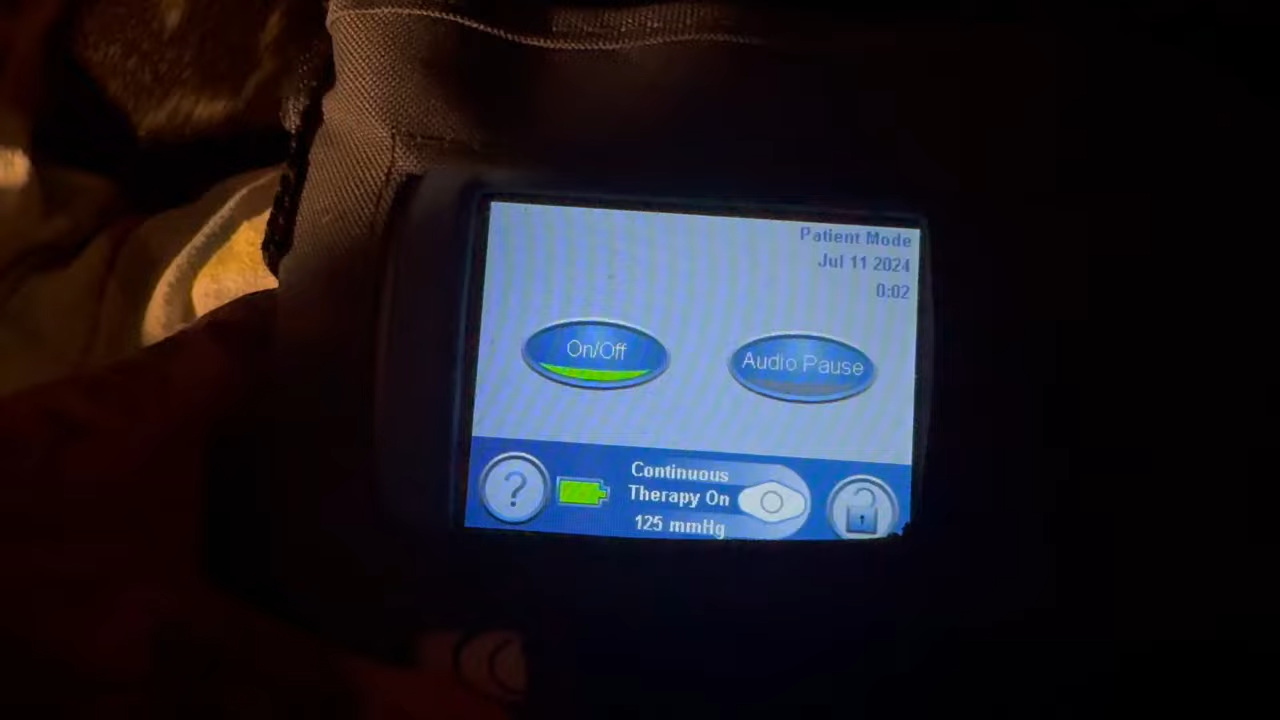 Patient Mode
Jul 11 2024
0:02
On/Off
Audio Pause
?
Continuous
Therapy On
125 mmHg